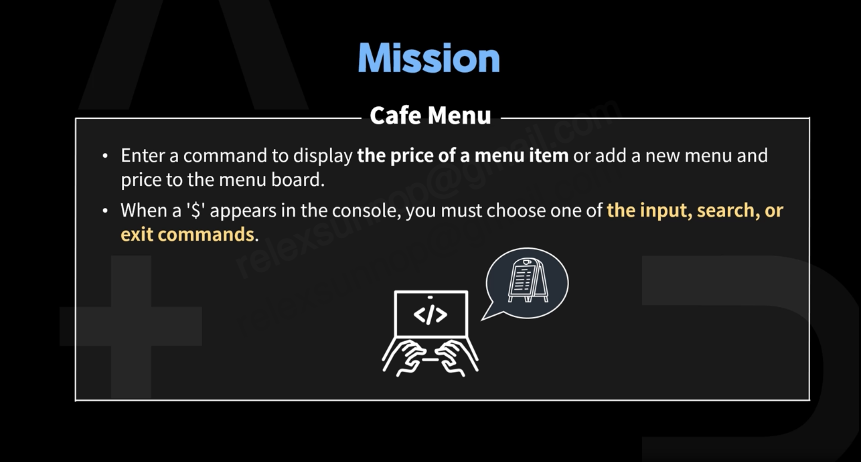 Mission
Cafe Menu
• Enter a command to display the price of a menu item or add a new menu and
price to the menu board.
• When a '$' appears in the console, you must choose one of the input, search, or
exit commands.
</>